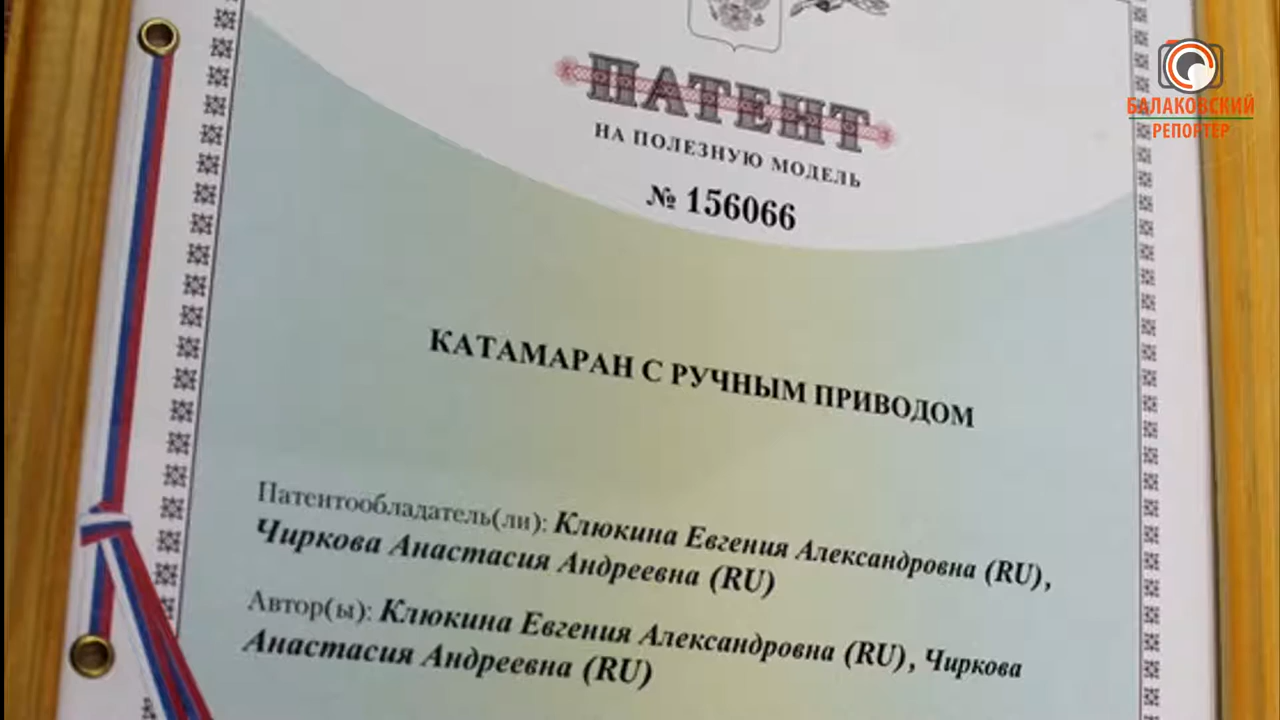 ПАТЕНТ
НА ПОЛЕЗНУЮ МОДЕЛЬ
№ 156066
БАЛАКОВСКИЙ
РЕПОРТЁР
КАТАМАРАН С РУЧНЫМ ПРИВОДОМ
Патентообладатель(ли): Клюкина Евгения Александровна (RU),
Чиркова Анастасия Андреевна (RU)
Автор(ы): Клюкина Евгения Александровна (RU), Чиркова
Анастасия Андреевна (RU)